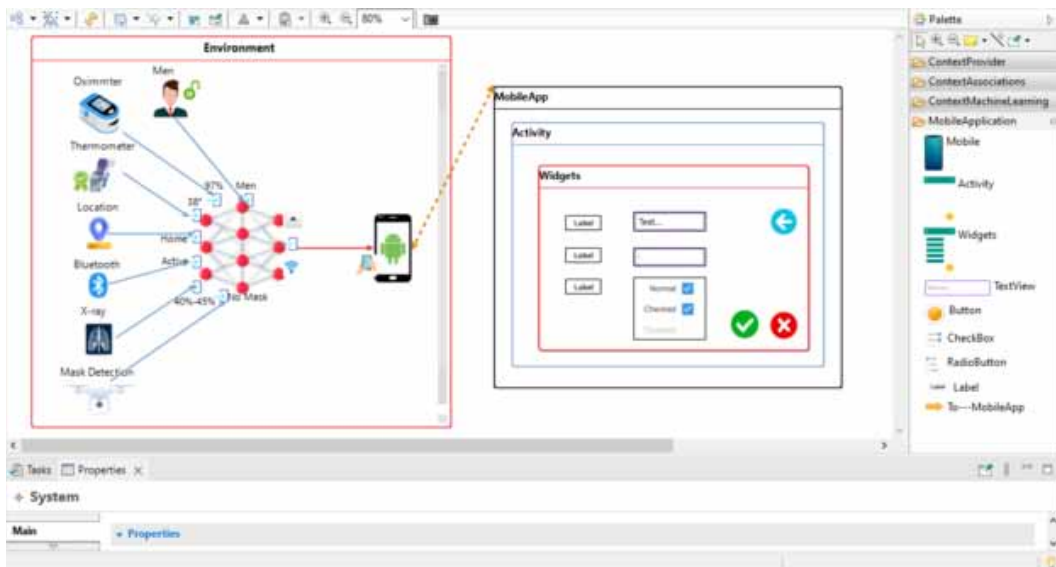 80%
Palette
Environment
Men
Oximmter
Thermometer
Location
Bluetooth
X-ray
Mask Detection
97%
Men
38°
Home
Active
40%-45%
No Mask
MobileApp
Activity
Widgets
Label
Text...
Label
Label
Normal
Checked
ContextProvider
ContextAssociations
ContextMachineLearning
MobileApplication
Mobile
Activity
Widgets
TextView
Button
CheckBox
RadioButton
Label
To---MobileApp
Tasks
Properties
System
Main
Properties